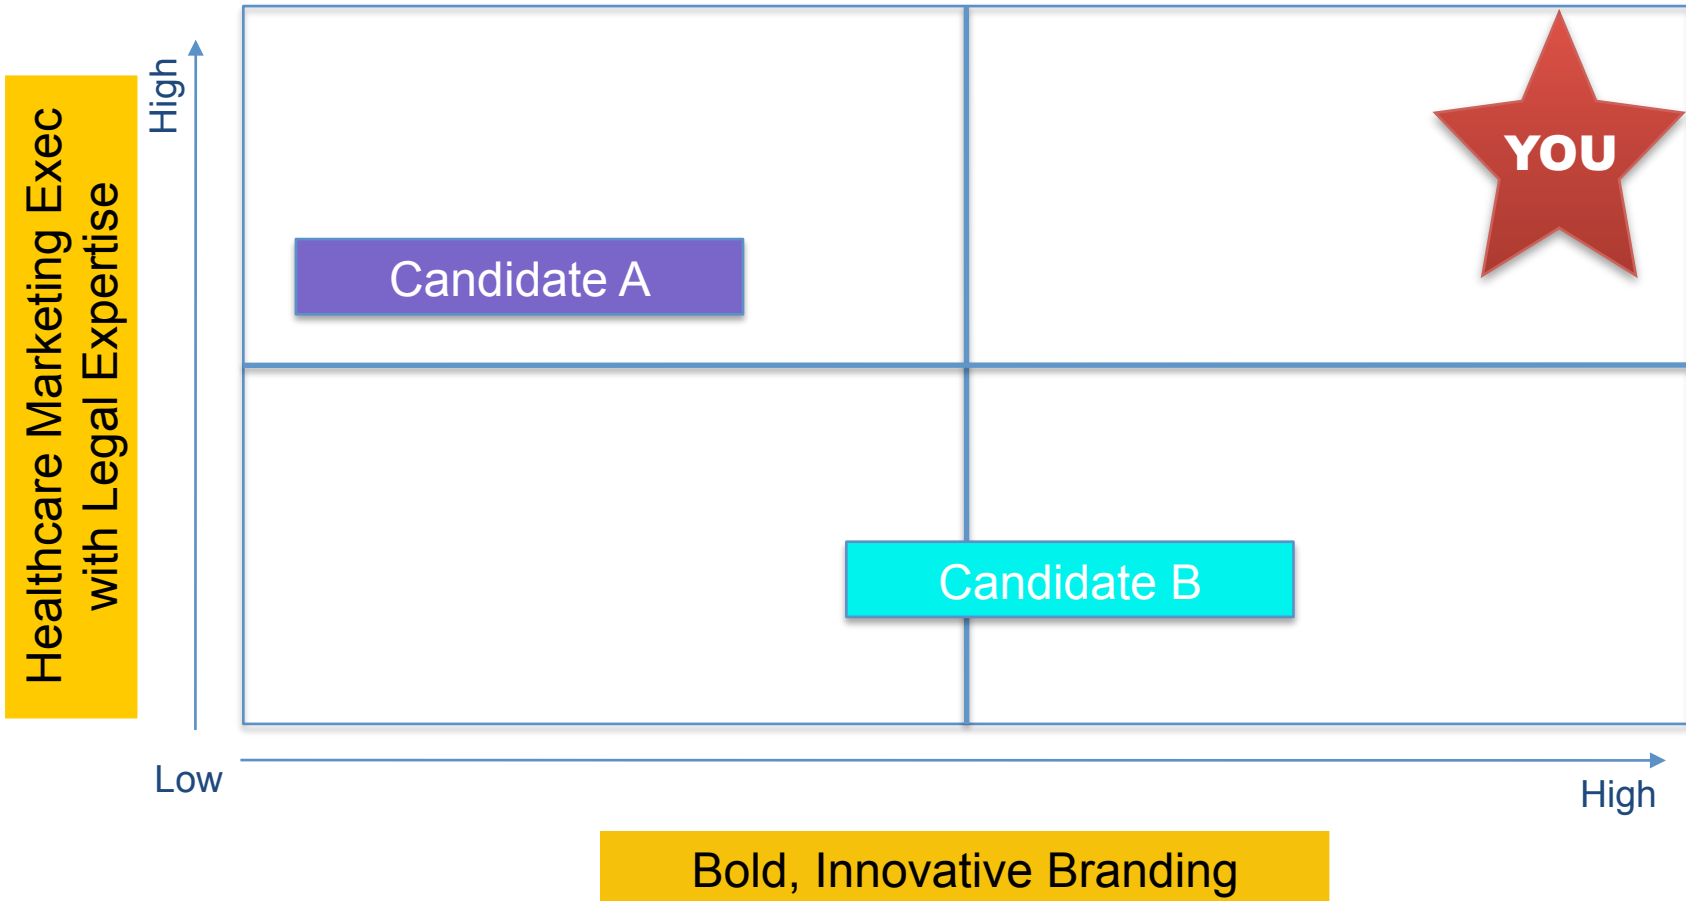 Healthcare Marketing Exec
with Legal Expertise
High
YOU
Candidate A
Candidate B
Low
High
Bold, Innovative Branding